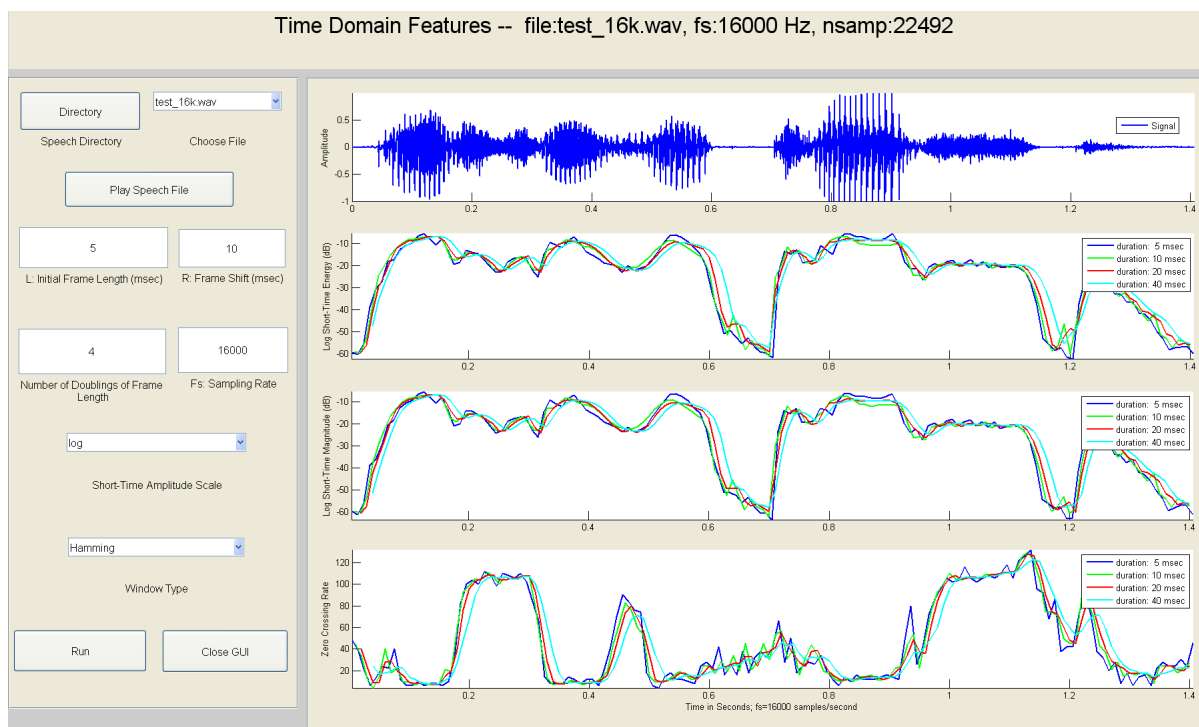 Time Domain Features -- file:test_16k.wav, fs:16000 Hz, nsamp:22492
Directory
test_16k.wav
Speech Directory
Choose File
Play Speech File
5
10
L: Initial Frame Length (msec)
R: Frame Shift (msec)
4
16000
Number of Doublings of Frame
Length
Fs: Sampling Rate
log
Short-Time Amplitude Scale
Hamming
Window Type
Run
Close GUI
Amplitude
0.5
0
-0.5
-1
0
0.2
0.4
0.6
0.8
1
1.2
1.4
Signal
Log Short-Time Energy (dB)
-10
-20
-30
-40
-50
-60
0.2
0.4
0.6
0.8
1
1.2
1.4
duration: 5 msec
duration: 10 msec
duration: 20 msec
duration: 40 msec
Log Short-Time Magnitude (dB)
-10
-20
-30
-40
-50
-60
0.2
0.4
0.6
0.8
1
1.2
1.4
duration: 5 msec
duration: 10 msec
duration: 20 msec
duration: 40 msec
Zero Crossing Rate
120
100
80
60
40
20
0.2
0.4
0.6
0.8
1
1.2
1.4
duration: 5 msec
duration: 10 msec
duration: 20 msec
duration: 40 msec
Time in Seconds; fs=16000 samples/second